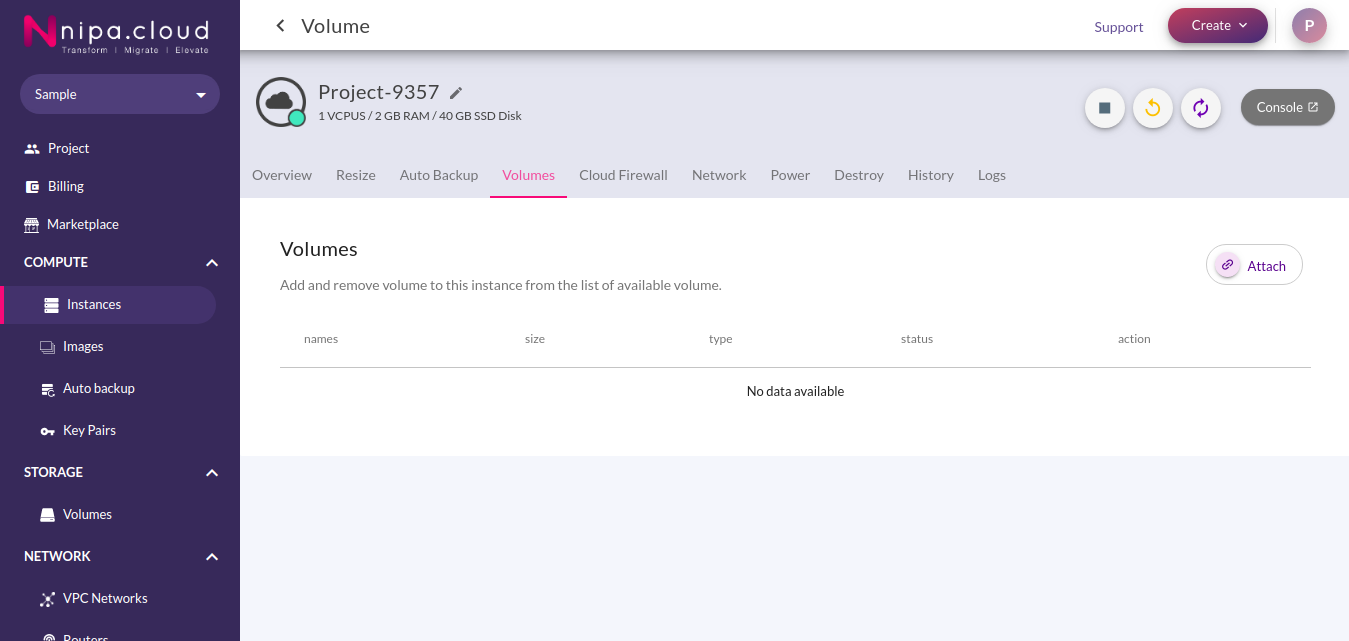 nipa.cloud
Transform | Migrate | Elevate
Sample
Project
Billing
Marketplace
COMPUTE
Instances
Images
Auto backup
Key Pairs
STORAGE
Volumes
NETWORK
VPC Networks
Routers
Volume
Support
Create
P
Project-9357
1 VCPUS / 2 GB RAM / 40 GB SSD Disk
Console
Overview Resize Auto Backup Volumes Cloud Firewall Network Power Destroy History Logs
Volumes
Add and remove volume to this instance from the list of available volume.
Attach
names size type status action
No data available